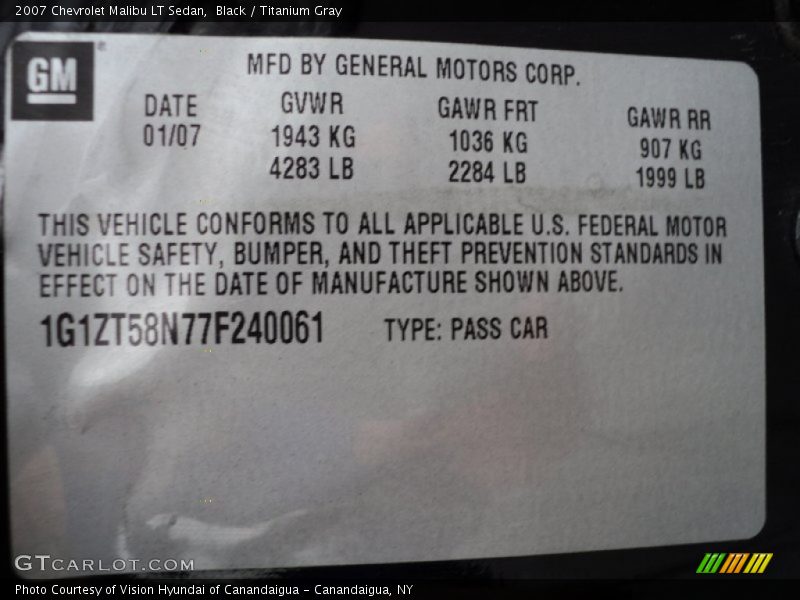 2007 Chevrolet Malibu LT Sedan, Black / Titanium Gray
GM
MFD BY GENERAL MOTORS CORP.
DATE GVWR GAWR FRT GAWR RR
01/07 1943 KG 1036 KG 907 KG
4283 LB 2284 LB 1999 LB
THIS VEHICLE CONFORMS TO ALL APPLICABLE U.S. FEDERAL MOTOR
VEHICLE SAFETY, BUMPER, AND THEFT PREVENTION STANDARDS IN
EFFECT ON THE DATE OF MANUFACTURE SHOWN ABOVE.
1G1ZT58N77F240061 TYPE: PASS CAR
GTCARLOT.COM
Photo Courtesy of Vision Hyundai of Canandaigua - Canandaigua, NY